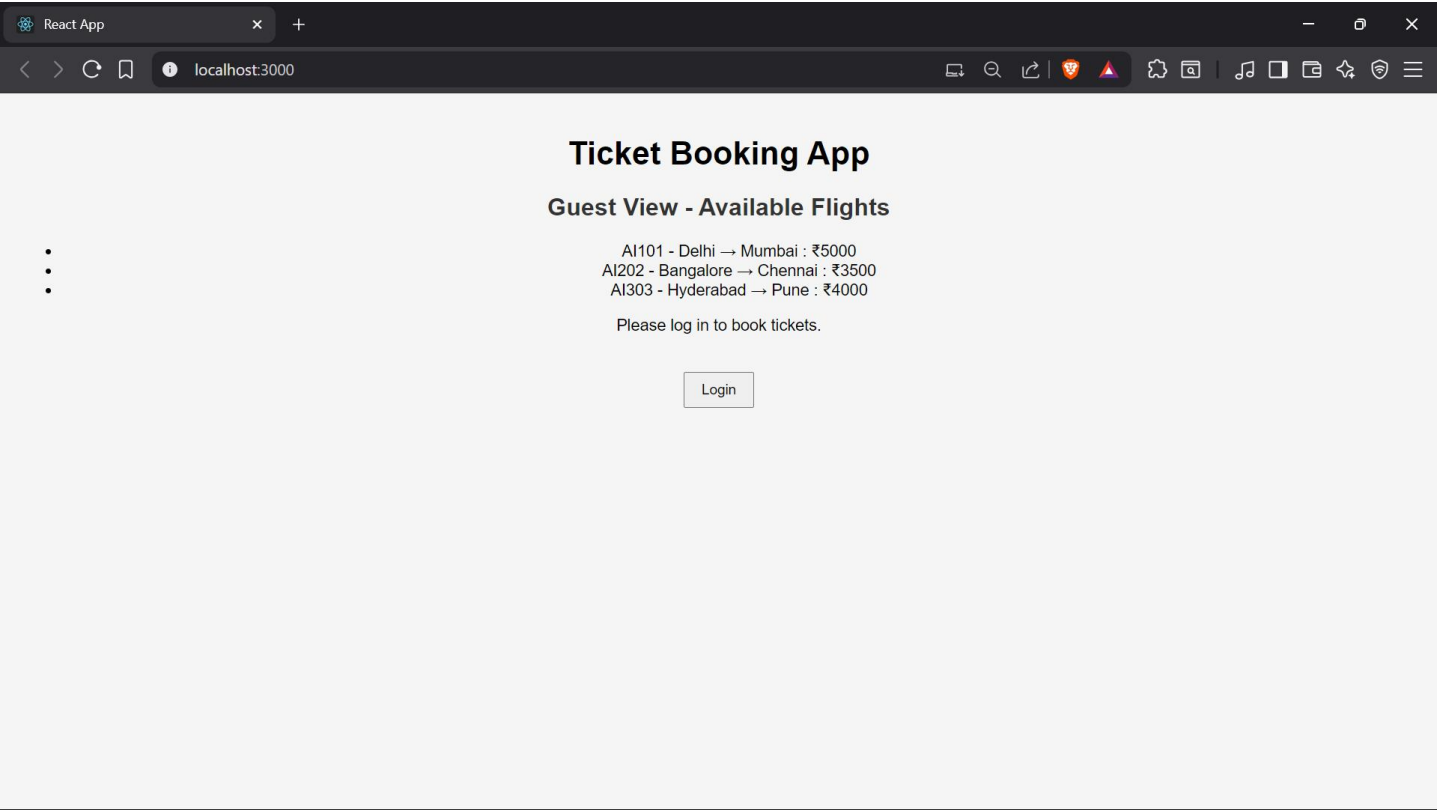 React App
localhost:3000
Ticket Booking App
Guest View - Available Flights
• AI101 - Delhi → Mumbai : ₹5000
• AI202 - Bangalore → Chennai : ₹3500
• AI303 - Hyderabad → Pune : ₹4000
Please log in to book tickets.
Login